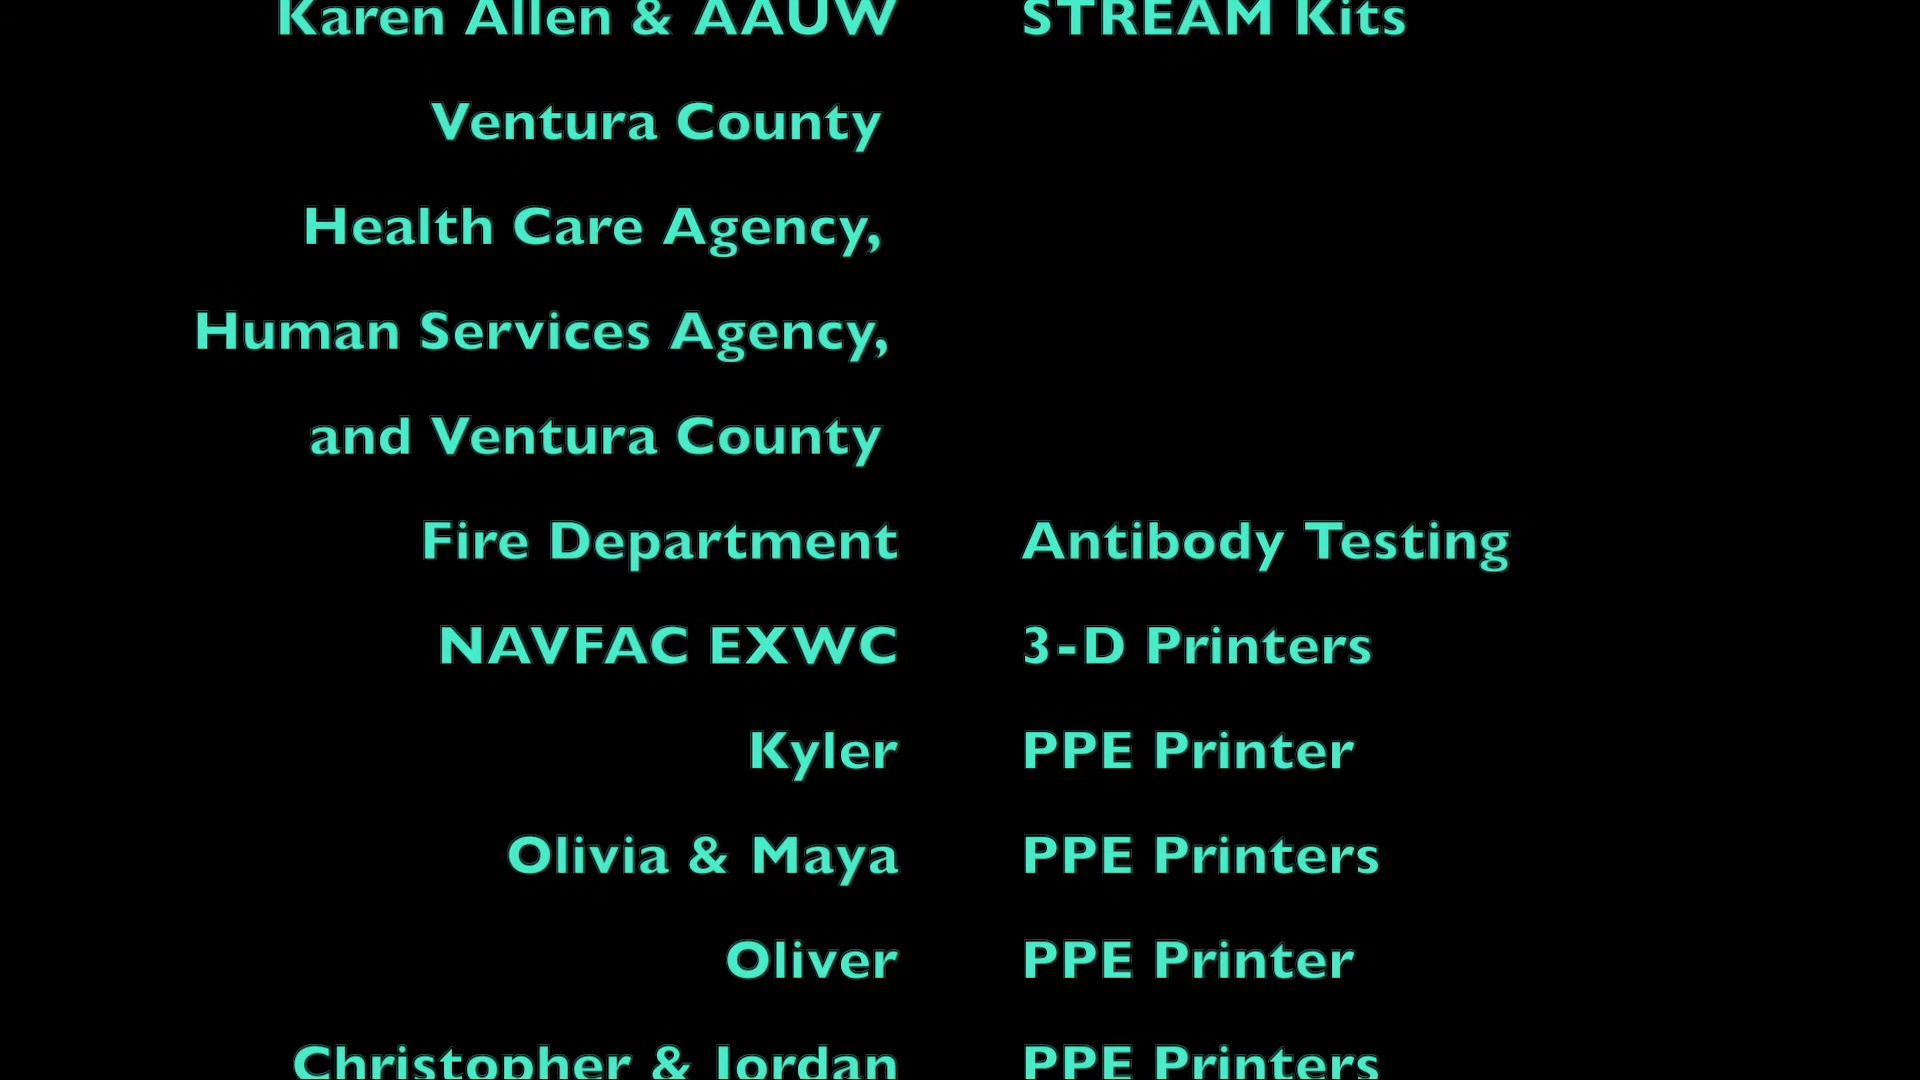 Karen Allen & AAUW STREAM Kits
Ventura County
Health Care Agency,
Human Services Agency,
and Ventura County
Fire Department Antibody Testing
NAVFAC EXWC 3-D Printers
Kyler PPE Printer
Olivia & Maya PPE Printers
Oliver PPE Printer
Christopher & Jordan PPE Printers